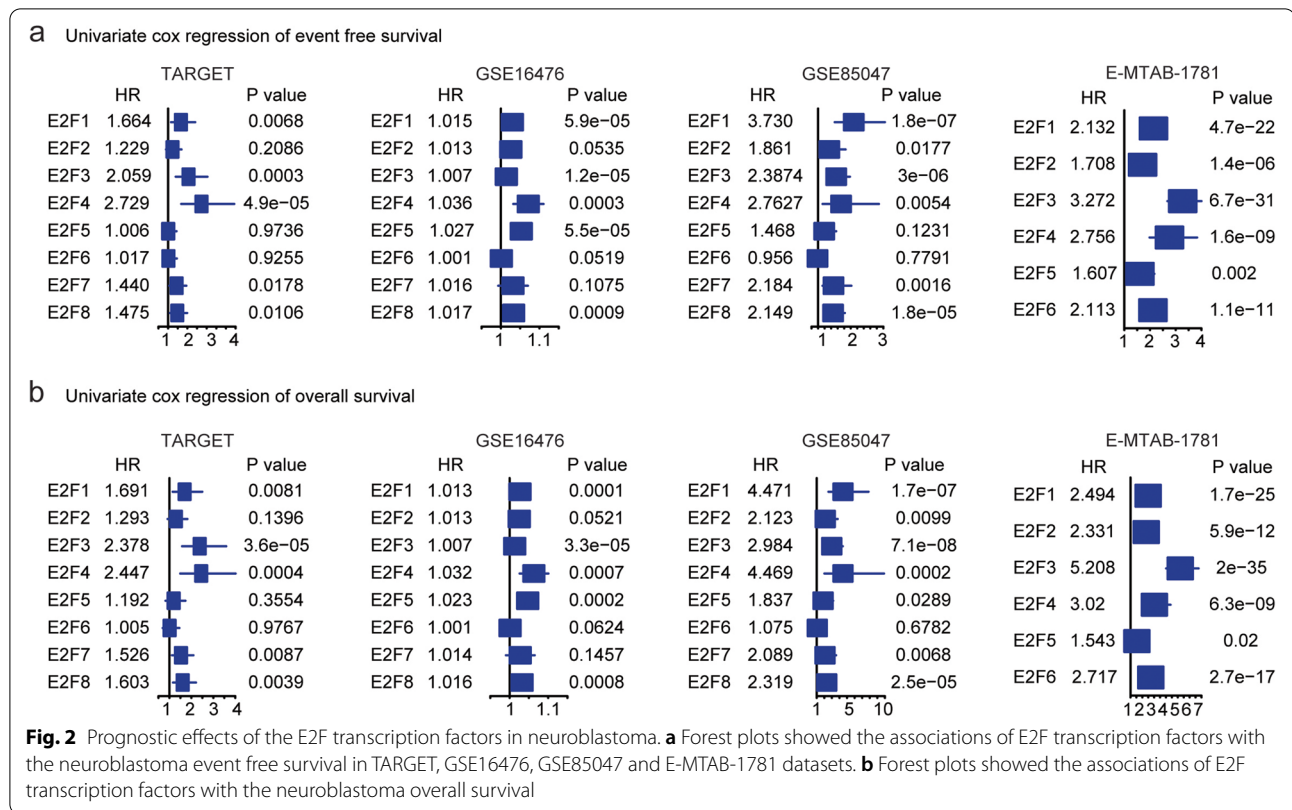 a Univariate cox regression of event free survival
TARGET
HR P value
E2F1 1.664 0.0068
E2F2 1.229 0.2086
E2F3 2.059 0.0003
E2F4 2.729 4.9e-05
E2F5 1.006 0.9736
E2F6 1.017 0.9255
E2F7 1.440 0.0178
E2F8 1.475 0.0106
1 2 3 4
GSE16476
HR P value
E2F1 1.015 5.9e-05
E2F2 1.013 0.0535
E2F3 1.007 1.2e-05
E2F4 1.036 0.0003
E2F5 1.027 5.5e-05
E2F6 1.001 0.0519
E2F7 1.016 0.1075
E2F8 1.017 0.0009
1 1.1
GSE85047
HR P value
E2F1 3.730 1.8e-07
E2F2 1.861 0.0177
E2F3 2.3874 3e-06
E2F4 2.7627 0.0054
E2F5 1.468 0.1231
E2F6 0.956 0.7791
E2F7 2.184 0.0016
E2F8 2.149 1.8e-05
1 2 3
E-MTAB-1781
HR P value
E2F1 2.132 4.7e-22
E2F2 1.708 1.4e-06
E2F3 3.272 6.7e-31
E2F4 2.756 1.6e-09
E2F5 1.607 0.002
E2F6 2.113 1.1e-11
1 2 3 4
b Univariate cox regression of overall survival
TARGET
HR P value
E2F1 1.691 0.0081
E2F2 1.293 0.1396
E2F3 2.378 3.6e-05
E2F4 2.447 0.0004
E2F5 1.192 0.3554
E2F6 1.005 0.9767
E2F7 1.526 0.0087
E2F8 1.603 0.0039
1 2 3 4
GSE16476
HR P value
E2F1 1.013 0.0001
E2F2 1.013 0.0521
E2F3 1.007 3.3e-05
E2F4 1.032 0.0007
E2F5 1.023 0.0002
E2F6 1.001 0.0624
E2F7 1.014 0.1457
E2F8 1.016 0.0008
1 1.1
GSE85047
HR P value
E2F1 4.471 1.7e-07
E2F2 2.123 0.0099
E2F3 2.984 7.1e-08
E2F4 4.469 0.0002
E2F5 1.837 0.0289
E2F6 1.075 0.6782
E2F7 2.089 0.0068
E2F8 2.319 2.5e-05
1 5 10
E-MTAB-1781
HR P value
E2F1 2.494 1.7e-25
E2F2 2.331 5.9e-12
E2F3 5.208 2e-35
E2F4 3.02 6.3e-09
E2F5 1.543 0.02
E2F6 2.717 2.7e-17
1 2 3 4 5 6 7
Fig. 2 Prognostic effects of the E2F transcription factors in neuroblastoma. a Forest plots showed the associations of E2F transcription factors with
the neuroblastoma event free survival in TARGET, GSE16476, GSE85047 and E-MTAB-1781 datasets. b Forest plots showed the associations of E2F
transcription factors with the neuroblastoma overall survival